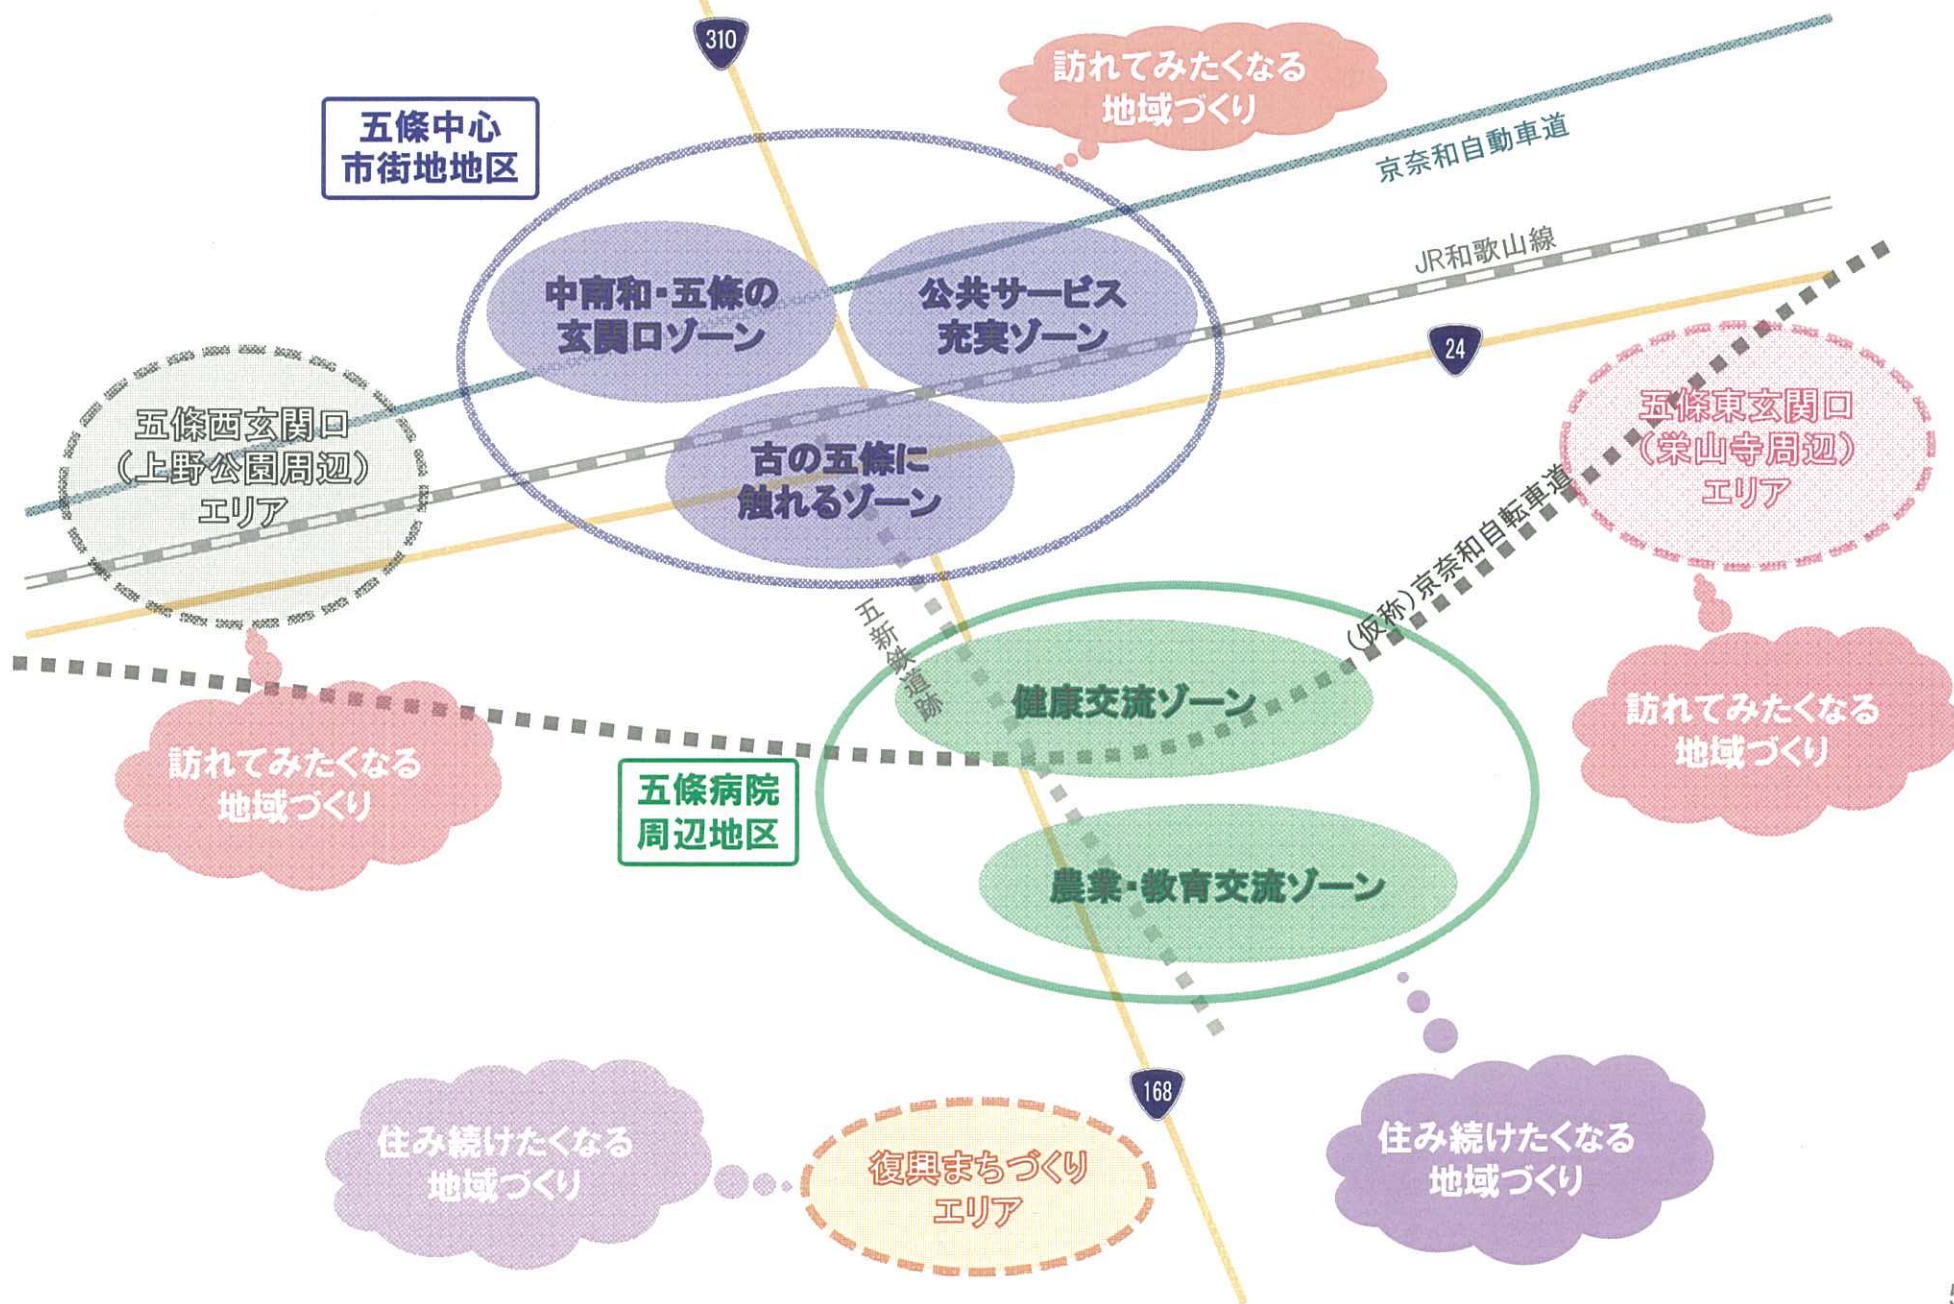 310
訪れてみたくなる
地域づくり
五條中心
市街地地区
京奈和自動車道
JR和歌山線
中南和・五條の
玄関口ゾーン
公共サービス
充実ゾーン
24
五條西玄関口
（上野公園周辺）
エリア
古の五條に
触れるゾーン
五條東玄関口
（栄山寺周辺）
エリア
（仮称）京奈和自転車道
五新鉄道跡
健康交流ゾーン
訪れてみたくなる
地域づくり
訪れてみたくなる
地域づくり
五條病院
周辺地区
農業・教育交流ゾーン
168
住み続けたくなる
地域づくり
復興まちづくり
エリア
住み続けたくなる
地域づくり